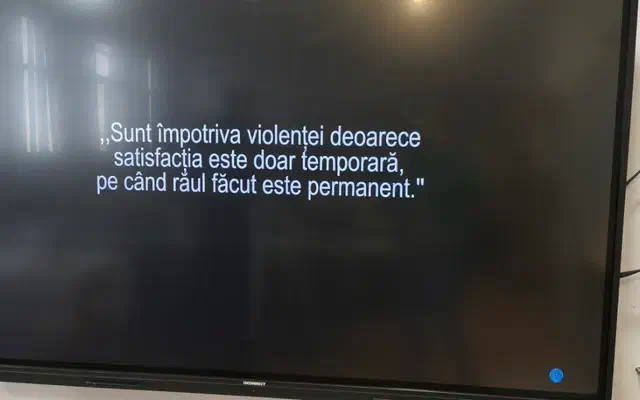 ,,Sunt împotriva violenței deoarece
satisfacția este doar temporară,
pe când răul făcut este permanent."